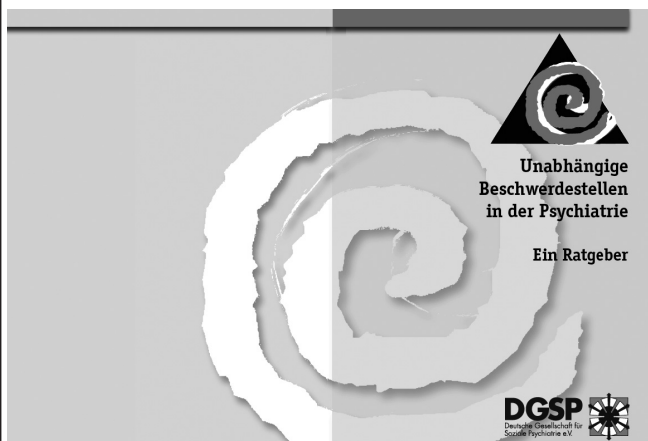 Unabhängige
Beschwerdestellen
in der Psychiatrie
Ein Ratgeber
DGSP
Deutsche Gesellschaft für
Soziale Psychiatrie e.V.